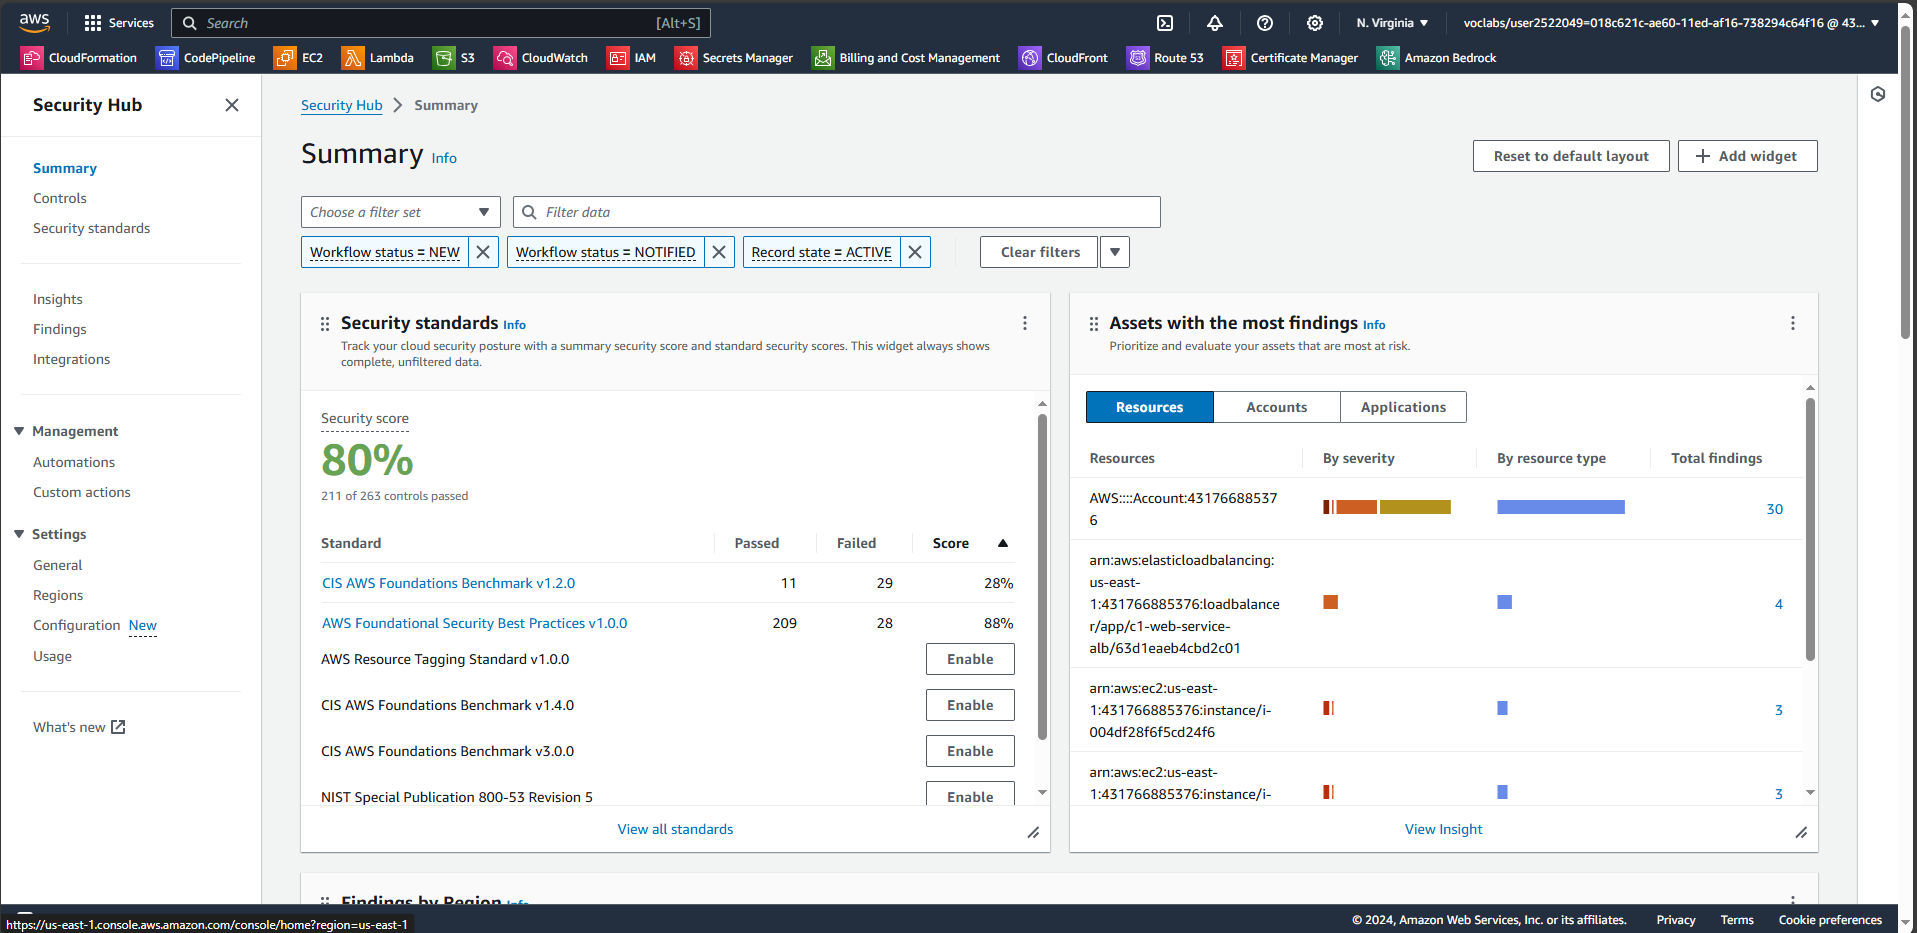 aws
Services
Search
[Alt+S]
N. Virginia
voclabs/user2522049=018c621c-ae60-11ed-af16-738294c64f16 @ 43...
CloudFormation
CodePipeline
EC2
Lambda
S3
CloudWatch
IAM
Secrets Manager
Billing and Cost Management
CloudFront
Route 53
Certificate Manager
Amazon Bedrock
Security Hub
Summary
Controls
Security standards
Insights
Findings
Integrations
Management
Automations
Custom actions
Settings
General
Regions
Configuration New
Usage
What's new
Security Hub
Summary
Summary Info
Reset to default layout
Add widget
Choose a filter set
Filter data
Workflow status = NEW
Workflow status = NOTIFIED
Record state = ACTIVE
Clear filters
Security standards Info
Track your cloud security posture with a summary security score and standard security scores. This widget always shows
complete, unfiltered data.
Security score
80%
211 of 263 controls passed
Standard Passed Failed Score
CIS AWS Foundations Benchmark v1.2.0 11 29 28%
AWS Foundational Security Best Practices v1.0.0 209 28 88%
AWS Resource Tagging Standard v1.0.0 Enable
CIS AWS Foundations Benchmark v1.4.0 Enable
CIS AWS Foundations Benchmark v3.0.0 Enable
NIST Special Publication 800-53 Revision 5 Enable
View all standards
Assets with the most findings Info
Prioritize and evaluate your assets that are most at risk.
Resources
Accounts
Applications
Resources By severity By resource type Total findings
AWS::::Account:43176688537
6
30
arn:aws:elasticloadbalancing:
us-east-
1:431766885376:loadbalance
r/app/c1-web-service-
alb/63d1eaeb4cbd2c01
4
arn:aws:ec2:us-east-
1:431766885376:instance/i-
004df28f6f5cd24f6
3
arn:aws:ec2:us-east-
1:431766885376:instance/i-
3
View Insight
Findings by Region Info
https://us-east-1.console.aws.amazon.com/console/home?region=us-east-1
© 2024, Amazon Web Services, Inc. or its affiliates.
Privacy
Terms
Cookie preferences